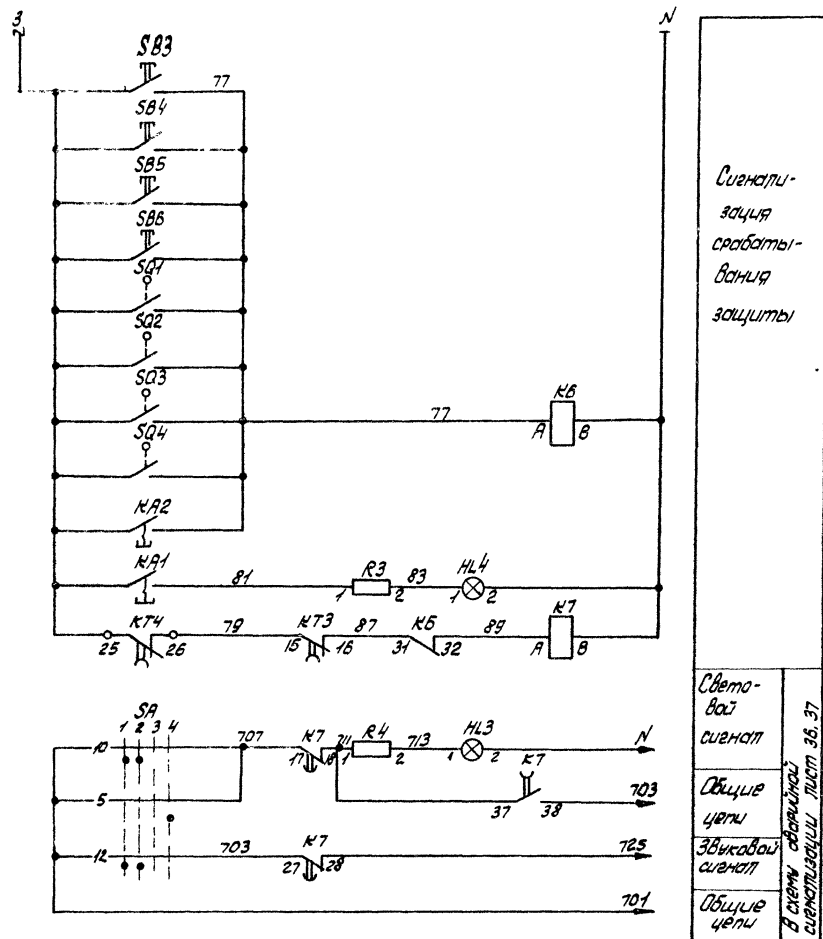 3
N
SB3
77
SB4
SB5
SB6
SQ1
SQ2
SQ3
77
K6
A
B
SQ4
KA2
KA1
81
R3
83
HL4
1
2
1
2
KT4
79
KT3
87
K6
89
K7
25
26
15
16
31
32
A
B
SA
1 2 3 4
10
707
K7
711
R4
713
HL3
N
17
18
1
2
1
2
K7
5
37
38
703
12
703
K7
725
27
28
701
Сигнали-
зация
срабаты-
вания
защиты
Свето-
вой
сигнал
Общие
цепи
Звуковой
сигнал
Общие
цепи
В схемы аварийной
сигнализации лист 36,37